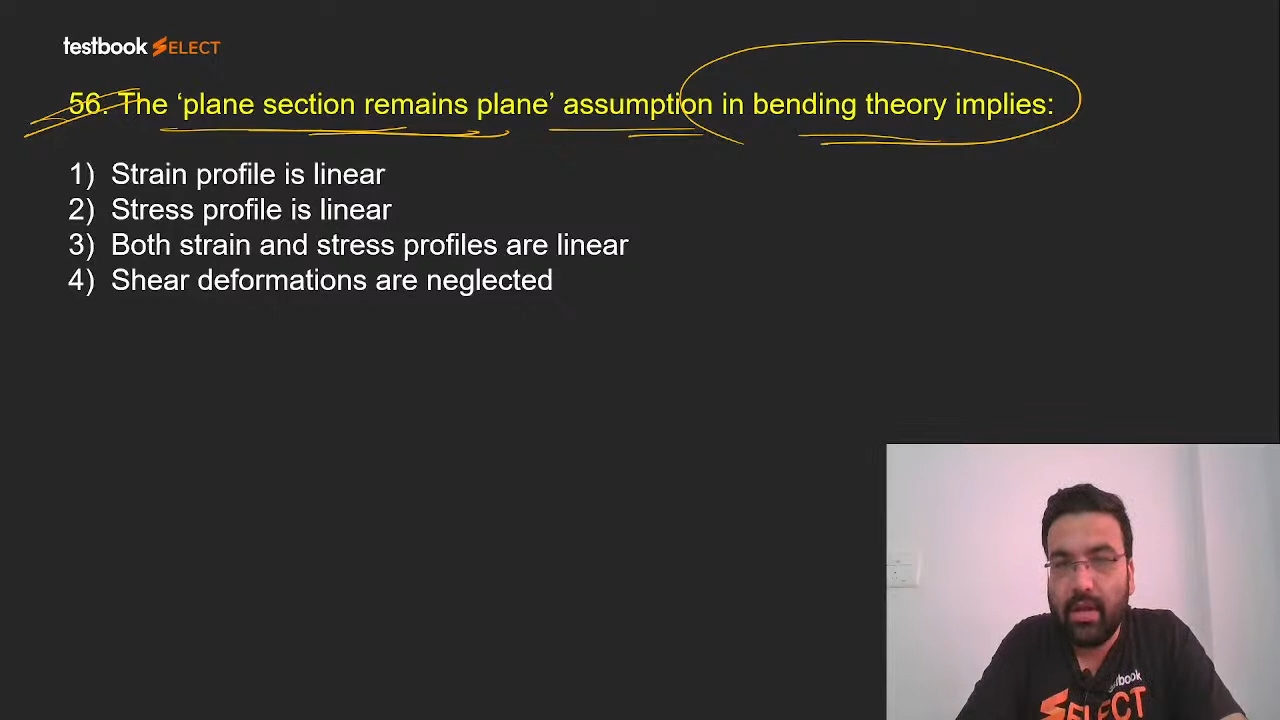 testbook SELECT
56. The ‘plane section remains plane’ assumption in bending theory implies:
1) Strain profile is linear
2) Stress profile is linear
3) Both strain and stress profiles are linear
4) Shear deformations are neglected
SELECT